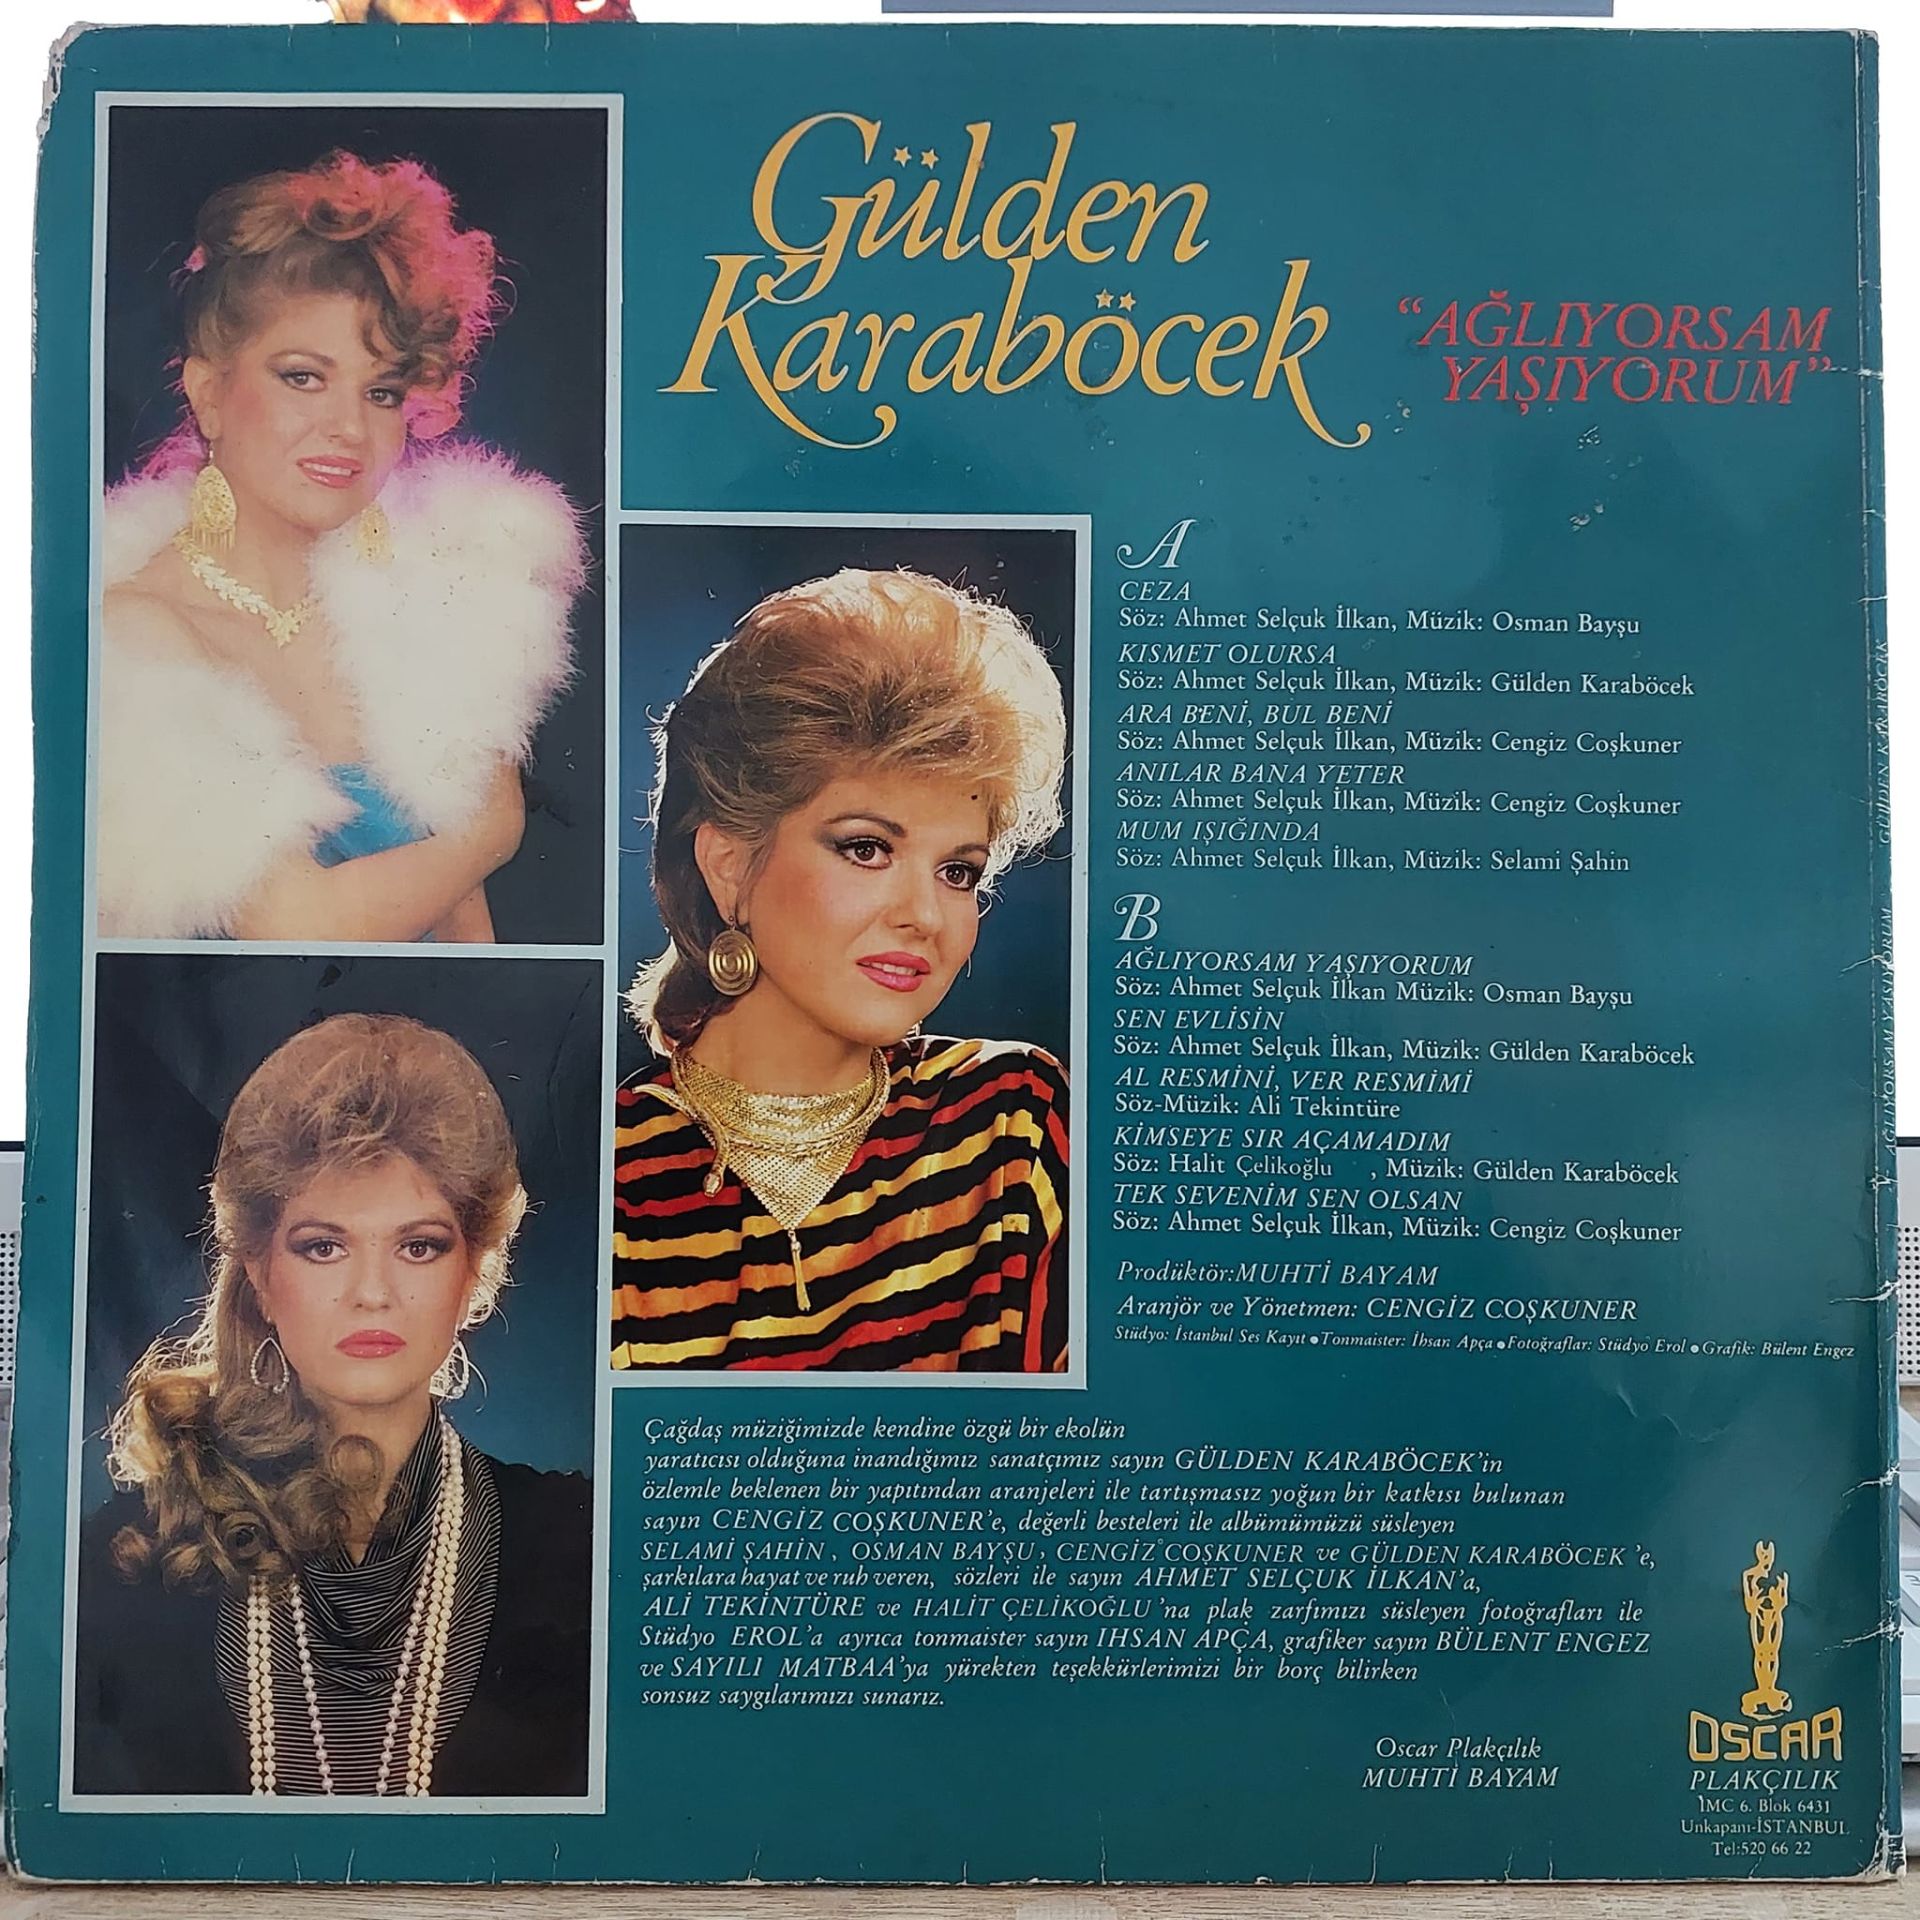 Gülden
Karaböcek
“AĞLIYORSAM
YAŞIYORUM”
A
CEZA
Söz: Ahmet Selçuk İlkan, Müzik: Osman Bayşu
KISMET OLURSA
Söz: Ahmet Selçuk İlkan, Müzik: Gülden Karaböcek
ARA BENİ, BUL BENİ
Söz: Ahmet Selçuk İlkan, Müzik: Cengiz Coşkuner
ANILAR BANA YETER
Söz: Ahmet Selçuk İlkan, Müzik: Cengiz Coşkuner
MUM IŞIĞINDA
Söz: Ahmet Selçuk İlkan, Müzik: Selami Şahin
B
AĞLIYORSAM YAŞIYORUM
Söz: Ahmet Selçuk İlkan Müzik: Osman Bayşu
SEN EVLİSİN
Söz: Ahmet Selçuk İlkan, Müzik: Gülden Karaböcek
AL RESMİNİ, VER RESMİMİ
Söz-Müzik: Ali Tekintüre
KİMSEYE SIR AÇAMADIM
Söz: Halit Çelikoğlu , Müzik: Gülden Karaböcek
TEK SEVENİM SEN OLSAN
Söz: Ahmet Selçuk İlkan, Müzik: Cengiz Coşkuner
Prodüktör:MUHTİ BAYAM
Aranjör ve Yönetmen: CENGİZ COŞKUNER
Stüdyo: İstanbul Ses Kayıt ● Tonmaister: İhsan Apça ● Fotoğraflar: Stüdyo Erol ● Grafik: Bülent Engez
Çağdaş müziğimizde kendine özgü bir ekolün
yaratıcısı olduğuna inandığımız sanatçımız sayın GÜLDEN KARABÖCEK’in
özlemle beklenen bir yapıtından aranjeleri ile tartışmasız yoğun bir katkısı bulunan
sayın CENGİZ COŞKUNER’e, değerli besteleri ile albümümüzü süsleyen
SELAMİ ŞAHİN, OSMAN BAYŞU, CENGİZ COŞKUNER ve GÜLDEN KARABÖCEK’e,
şarkılara hayat ve ruh veren, sözleri ile sayın AHMET SELÇUK İLKAN’a,
ALİ TEKİNTÜRE ve HALİT ÇELİKOĞLU’na plak zarfımızı süsleyen fotoğrafları ile
Stüdyo EROL’a ayrıca tonmaister sayın IHSAN APÇA, grafiker sayın BÜLENT ENGEZ
ve SAYILI MATBAA’ya yürekten teşekkürlerimizi bir borç bilirken
sonsuz saygılarımızı sunarız.
Oscar Plakçılık
MUHTİ BAYAM
OSCAR
PLAKÇILIK
İMC 6. Blok 6431
Unkapanı-İSTANBUL
Tel:520 66 22
AĞLIYORSAM YAŞIYORUM GÜLDEN KARABÖCEK